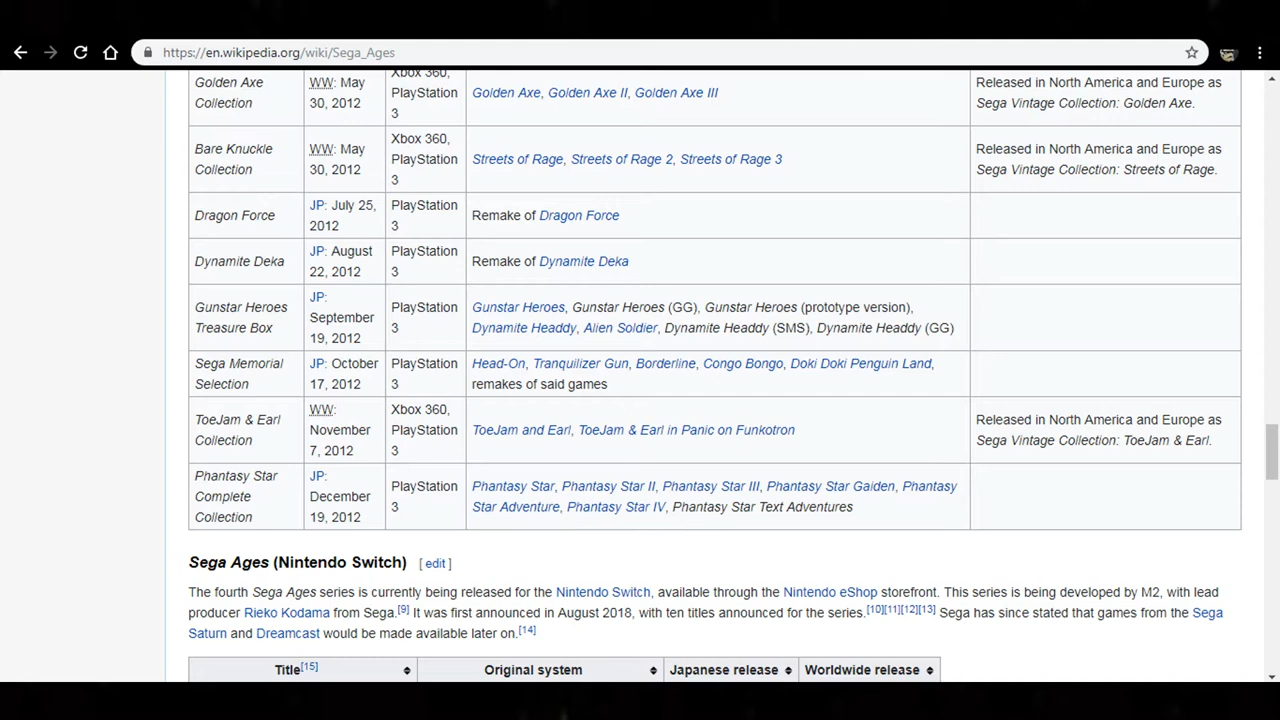 https://en.wikipedia.org/wiki/Sega_Ages
Golden Axe Collection
WW: May 30, 2012
Xbox 360, PlayStation 3
Golden Axe, Golden Axe II, Golden Axe III
Released in North America and Europe as Sega Vintage Collection: Golden Axe.
Bare Knuckle Collection
WW: May 30, 2012
Xbox 360, PlayStation 3
Streets of Rage, Streets of Rage 2, Streets of Rage 3
Released in North America and Europe as Sega Vintage Collection: Streets of Rage.
Dragon Force
JP: July 25, 2012
PlayStation 3
Remake of Dragon Force
Dynamite Deka
JP: August 22, 2012
PlayStation 3
Remake of Dynamite Deka
Gunstar Heroes Treasure Box
JP: September 19, 2012
PlayStation 3
Gunstar Heroes, Gunstar Heroes (GG), Gunstar Heroes (prototype version),
Dynamite Headdy, Alien Soldier, Dynamite Headdy (SMS), Dynamite Headdy (GG)
Sega Memorial Selection
JP: October 17, 2012
PlayStation 3
Head-On, Tranquilizer Gun, Borderline, Congo Bongo, Doki Doki Penguin Land,
remakes of said games
ToeJam & Earl Collection
WW: November 7, 2012
Xbox 360, PlayStation 3
ToeJam and Earl, ToeJam & Earl in Panic on Funkotron
Released in North America and Europe as Sega Vintage Collection: ToeJam & Earl.
Phantasy Star Complete Collection
JP: December 19, 2012
PlayStation 3
Phantasy Star, Phantasy Star II, Phantasy Star III, Phantasy Star Gaiden, Phantasy
Star Adventure, Phantasy Star IV, Phantasy Star Text Adventures
Sega Ages (Nintendo Switch) [ edit ]
The fourth Sega Ages series is currently being released for the Nintendo Switch, available through the Nintendo eShop storefront. This series is being developed by M2, with lead
producer Rieko Kodama from Sega.[9] It was first announced in August 2018, with ten titles announced for the series.[10][11][12][13] Sega has since stated that games from the Sega
Saturn and Dreamcast would be made available later on.[14]
Title[15] Original system Japanese release Worldwide release